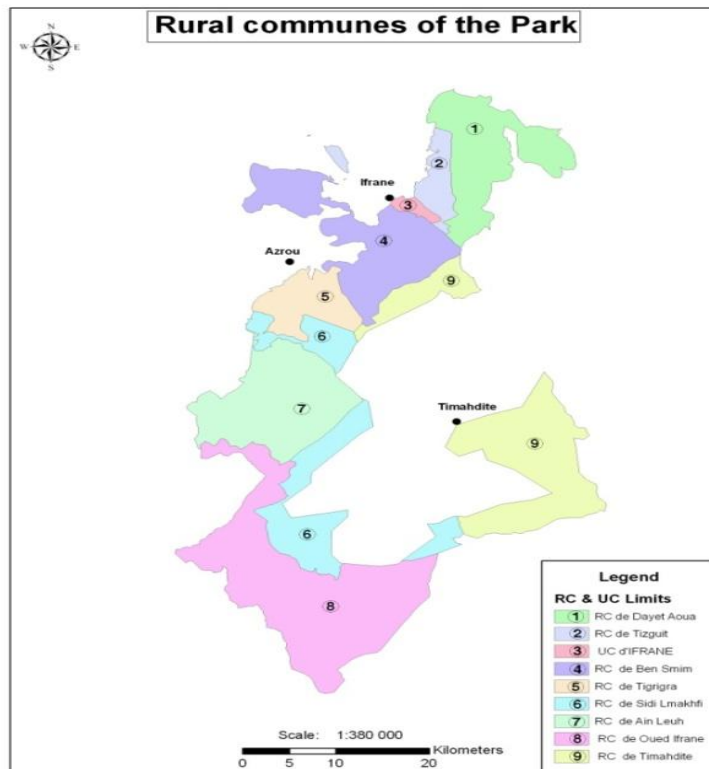 Rural communes of the Park
N
W E
S
1
2
Ifrane
3
4
Azrou
9
5
6
7
Timahdite
9
6
8
Legend
RC & UC Limits
1 RC de Dayet Aoua
2 RC de Tizguit
3 UC d'IFRANE
4 RC de Ben Smim
5 RC de Tigrigra
6 RC de Sidi Lmakhfi
7 RC de Ain Leuh
8 RC de Oued Ifrane
9 RC de Timahdite
Scale: 1:380 000
Kilometers
0 5 10 20